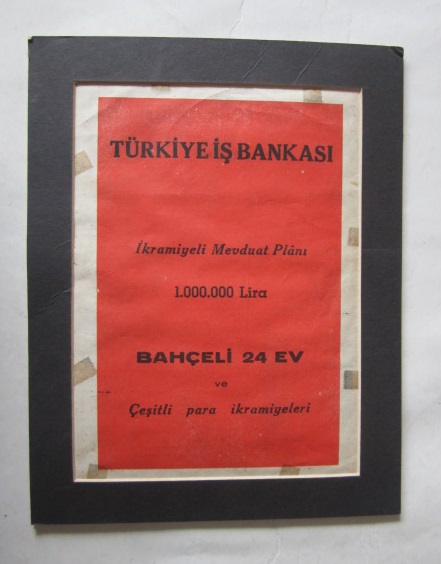 TÜRKİYE İŞ BANKASI
İkramiyeli Mevduat Plânı
1.000.000 Lira
BAHÇELİ 24 EV
ve
Çeşitli para ikramiyeleri